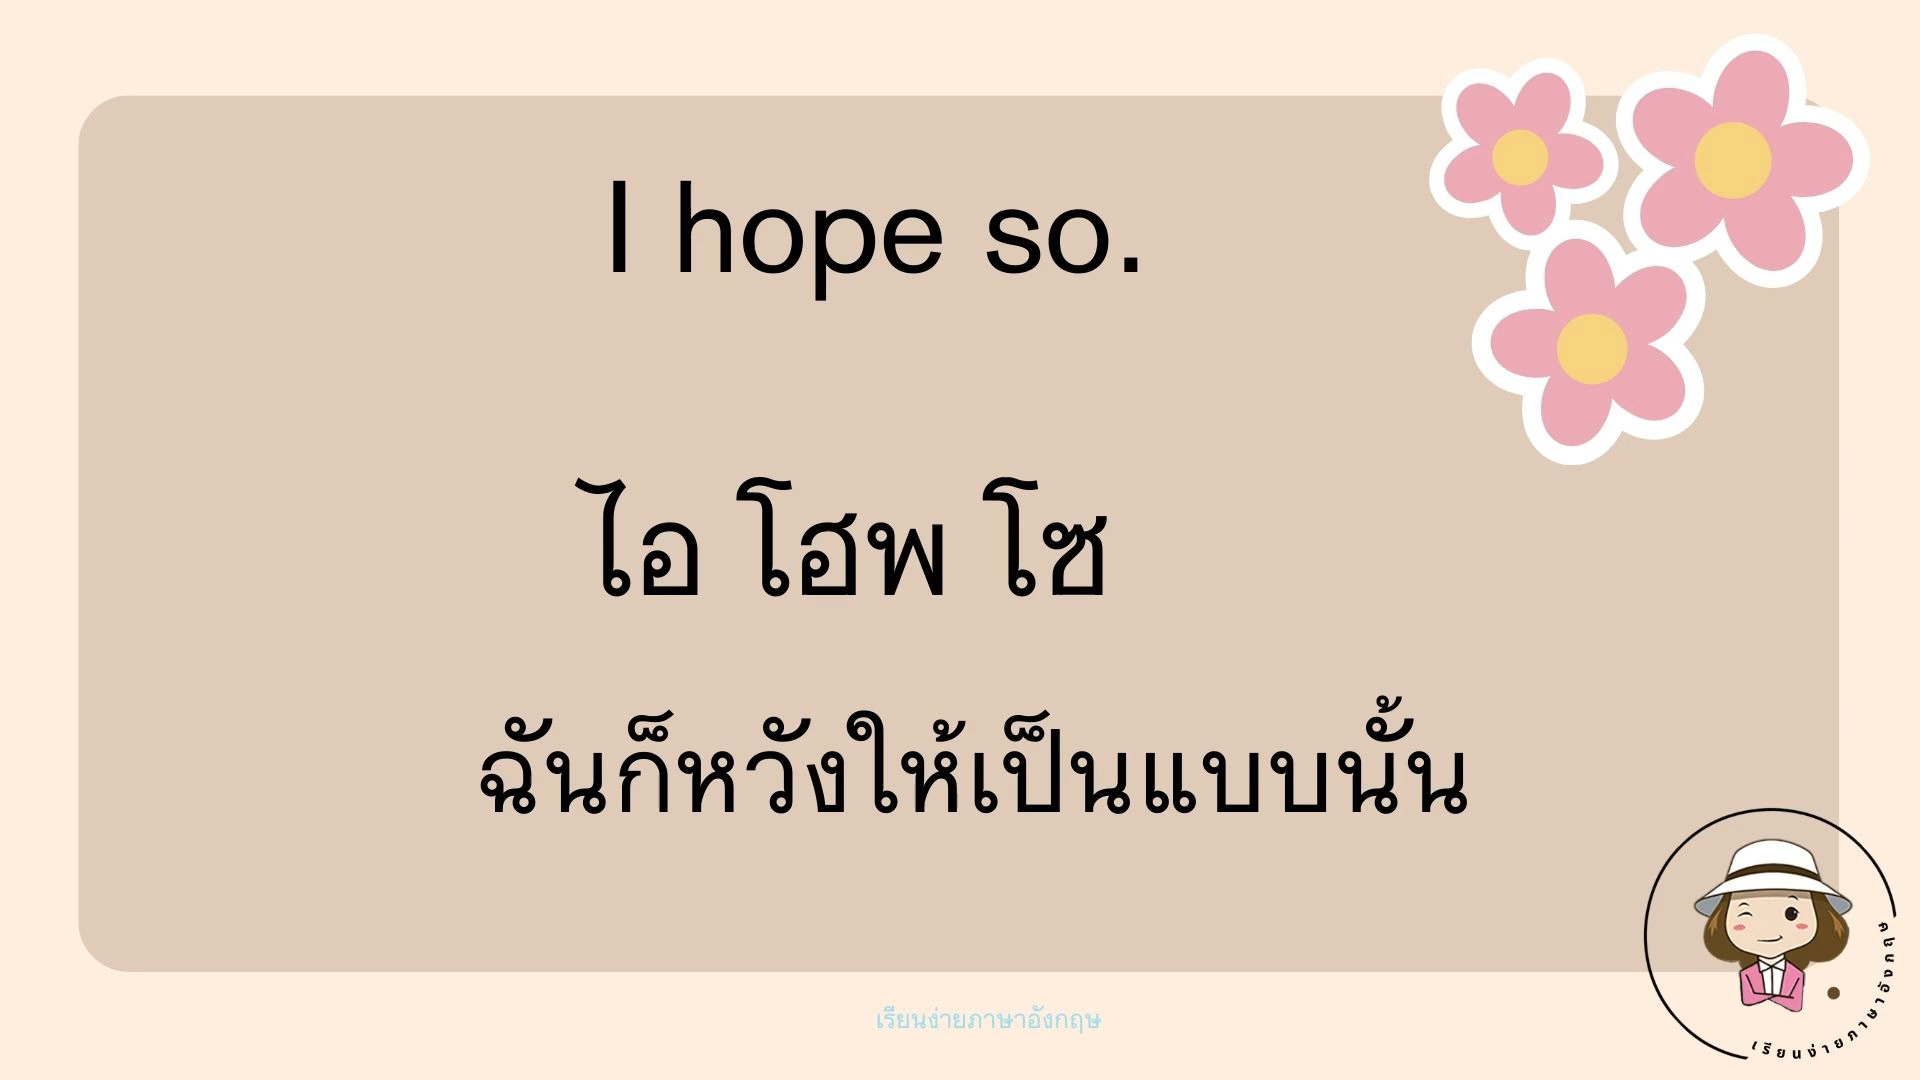 I hope so.
ไอ โฮพ โซ
ฉันก็หวังให้เป็นแบบนั้น
เรียนง่ายภาษาอังกฤษ
เรียนง่ายภาษาอังกฤษ